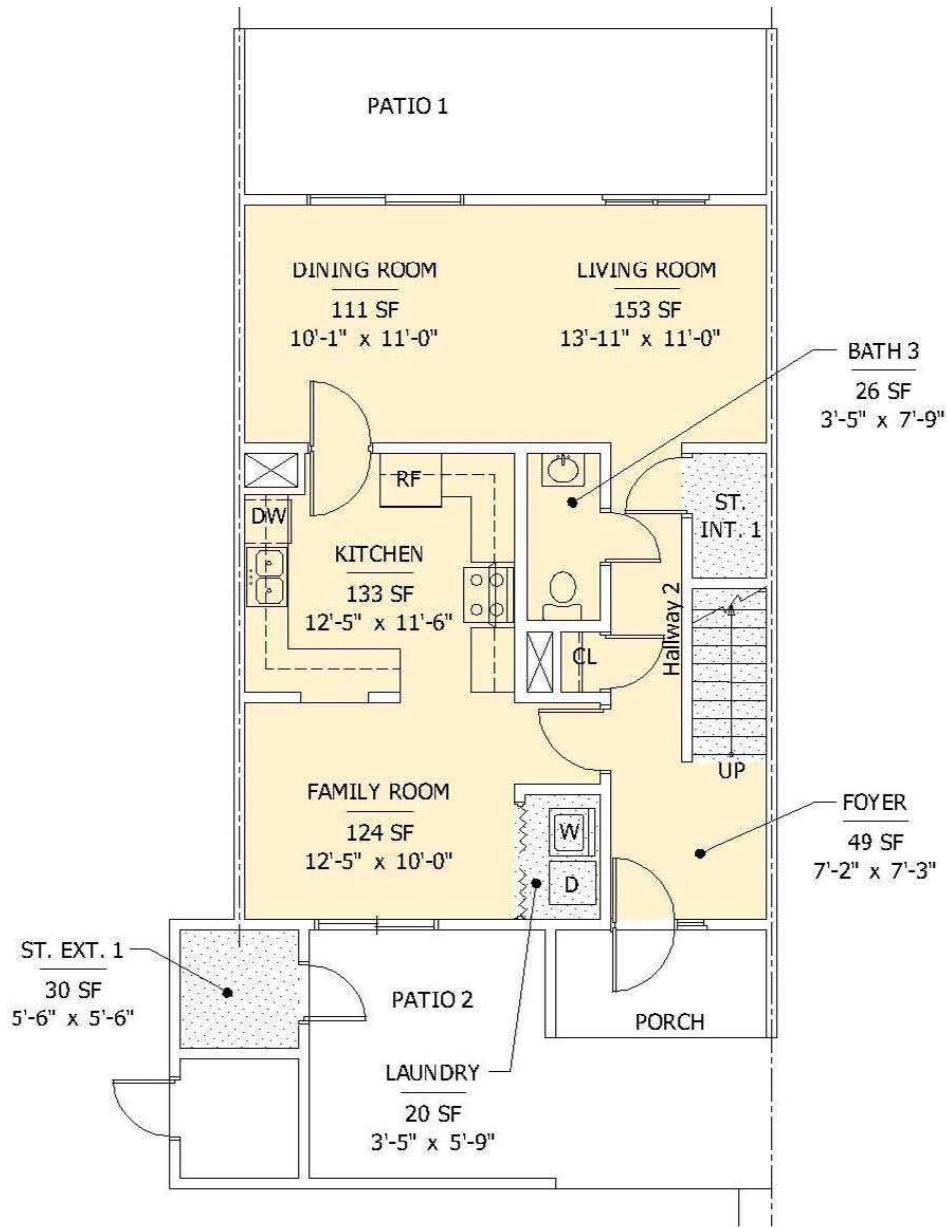 PATIO 1
DINING ROOM
111 SF
10'-1" x 11'-0"
LIVING ROOM
153 SF
13'-11" x 11'-0"
BATH 3
26 SF
3'-5" x 7'-9"
RF
DW
ST.
INT. 1
KITCHEN
133 SF
12'-5" x 11'-6"
Hallway 2
CL
UP
FAMILY ROOM
124 SF
12'-5" x 10'-0"
W
D
FOYER
49 SF
7'-2" x 7'-3"
ST. EXT. 1
30 SF
5'-6" x 5'-6"
PATIO 2
PORCH
LAUNDRY
20 SF
3'-5" x 5'-9"